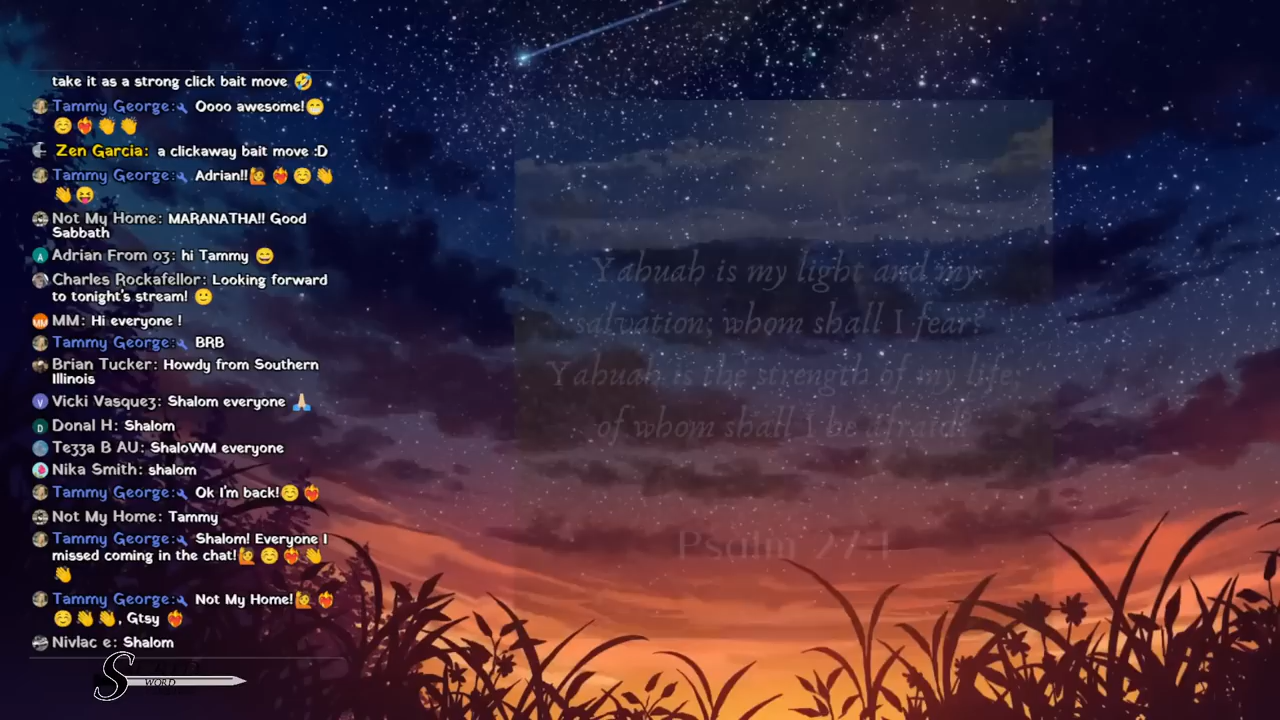 take it as a strong click bait move 🤣
Tammy George: Oooo awesome!😁
☺️ ❤️‍🔥 👏 👏
Zen Garcia: a clickaway bait move :D
Tammy George: Adrian!!🙋 ❤️‍🔥 ☺️ 👏
👏 😝
Not My Home: MARANATHA!! Good
Sabbath
Adrian From o3: hi Tammy 😄
Charles Rockafellor: Looking forward
to tonight's stream! 🙂
MM: Hi everyone !
Tammy George: BRB
Brian Tucker: Howdy from Southern
Illinois
Vicki Vasquez: Shalom everyone 🙏🏻
Donal H: Shalom
Tezza B AU: ShaloWM everyone
Nika Smith: shalom
Tammy George: Ok I'm back!☺️ ❤️‍🔥
Not My Home: Tammy
Tammy George: Shalom! Everyone I
missed coming in the chat!🙋 ☺️ ❤️‍🔥 👏
👏
Tammy George: Not My Home!🙋 ❤️‍🔥
☺️ 👏 👏, Gtsy ❤️‍🔥
Nivlac e: Shalom
WORD
Yahuah is my light and my
salvation; whom shall I fear?
Yahuah is the strength of my life;
of whom shall I be afraid?
Psalm 27:1